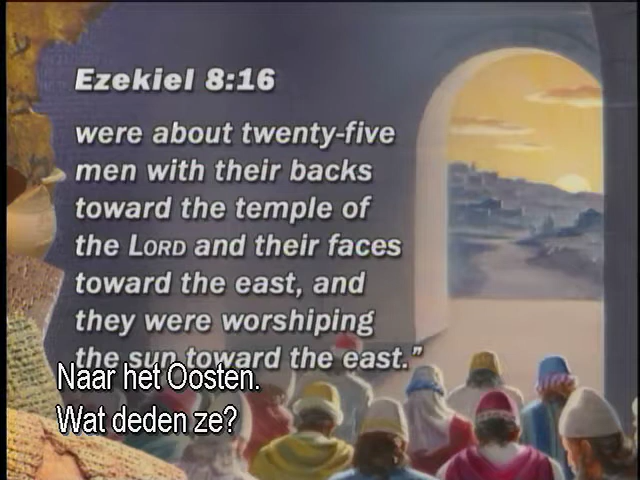 Ezekiel 8:16
were about twenty-five
men with their backs
toward the temple of
the LORD and their faces
toward the east, and
they were worshiping
the sun toward the east."
Naar het Oosten.
Wat deden ze?